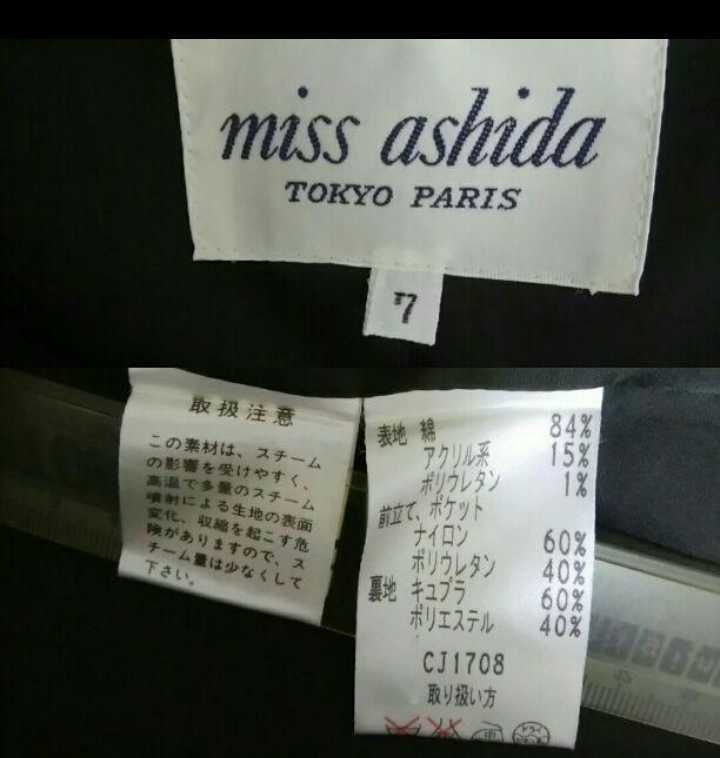 miss ashida
TOKYO PARIS
7
取扱注意
この素材は、スチーム
の影響を受けやすく、
高温で多量のスチーム
噴射による生地の表面
変化、収縮を起こす危
険がありますので、ス
チーム量は少なくして
下さい。
表地 綿 84%
アクリル系 15%
ポリウレタン 1%
前立て、ポケット
ナイロン 60%
ポリウレタン 40%
裏地 キュプラ 60%
ポリエステル 40%
CJ1708
取り扱い方
ドライ